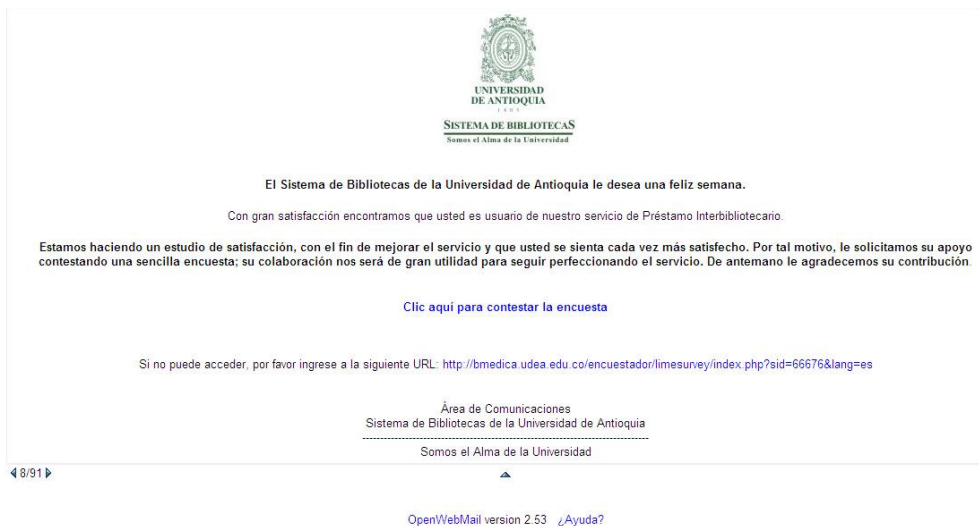 UNIVERSIDAD
DE ANTIOQUIA
1803
SISTEMA DE BIBLIOTECAS
Somos el Alma de la Universidad
El Sistema de Bibliotecas de la Universidad de Antioquia le desea una feliz semana.
Con gran satisfacción encontramos que usted es usuario de nuestro servicio de Préstamo Interbibliotecario.
Estamos haciendo un estudio de satisfacción, con el fin de mejorar el servicio y que usted se sienta cada vez más satisfecho. Por tal motivo, le solicitamos su apoyo
contestando una sencilla encuesta; su colaboración nos será de gran utilidad para seguir perfeccionando el servicio. De antemano le agradecemos su contribución.
Clic aquí para contestar la encuesta
Si no puede acceder, por favor ingrese a la siguiente URL: http://bmedica.udea.edu.co/encuestador/limesurvey/index.php?sid=66676&lang=es
Área de Comunicaciones
Sistema de Bibliotecas de la Universidad de Antioquia
Somos el Alma de la Universidad
8/91
OpenWebMail version 2.53 ¿Ayuda?